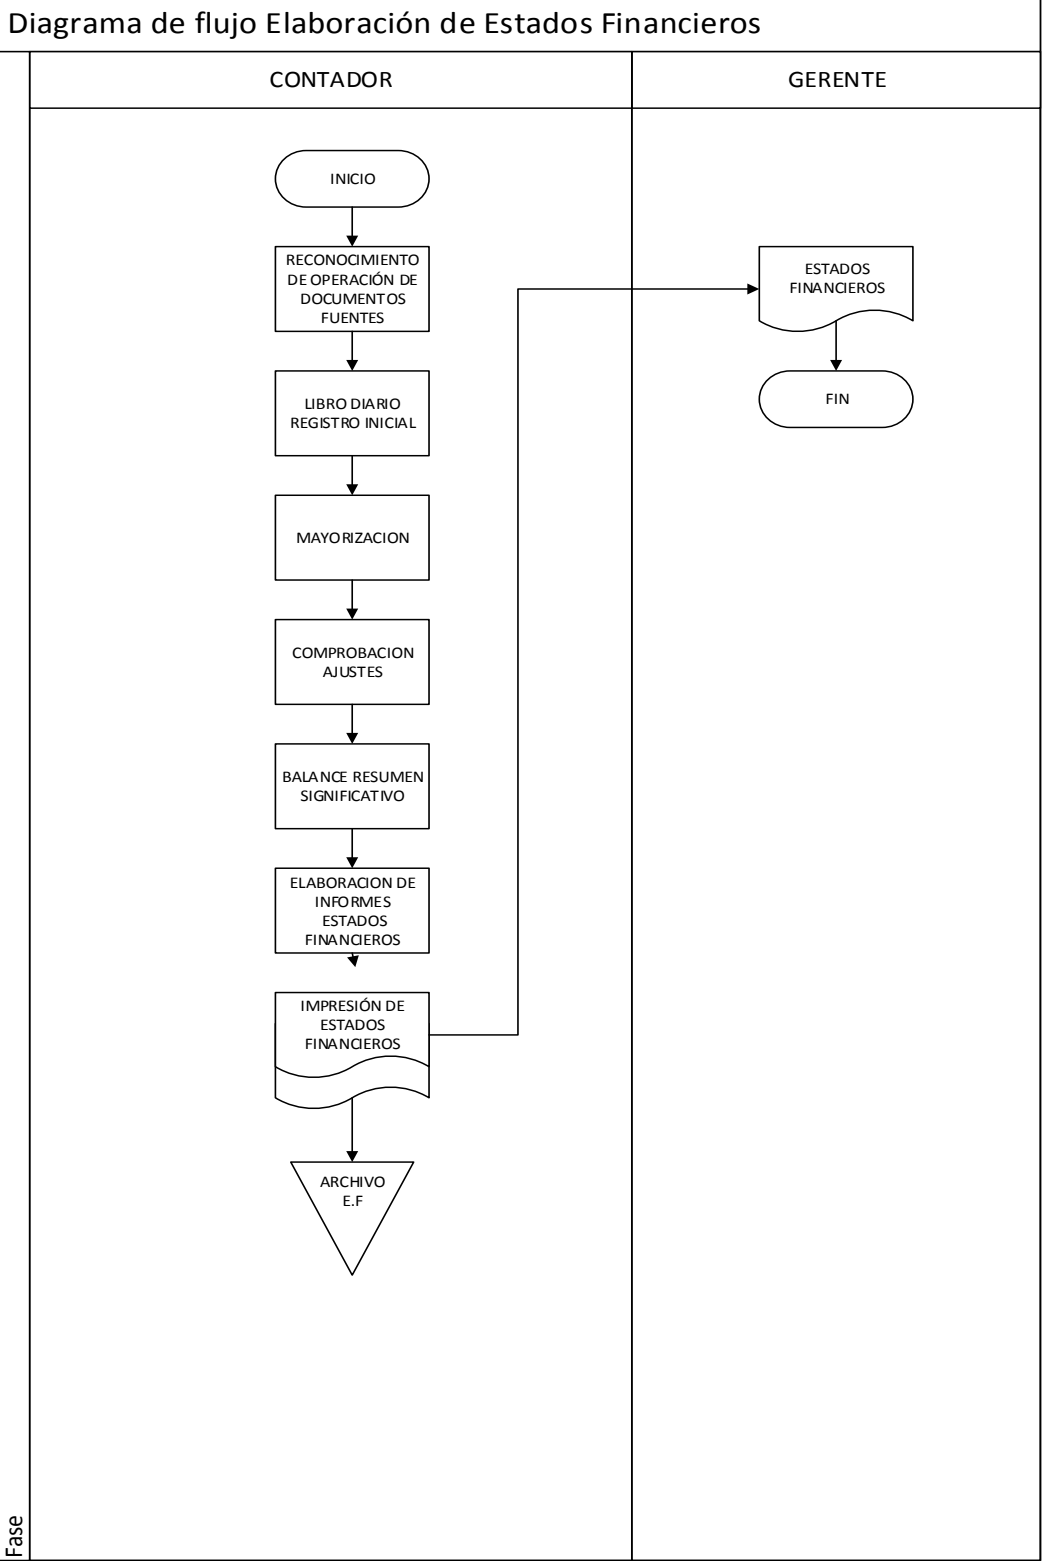 Diagrama de flujo Elaboración de Estados Financieros
CONTADOR
GERENTE
INICIO
RECONOCIMIENTO
DE OPERACIÓN DE
DOCUMENTOS
FUENTES
LIBRO DIARIO
REGISTRO INICIAL
MAYORIZACION
COMPROBACION
AJUSTES
BALANCE RESUMEN
SIGNIFICATIVO
ELABORACION DE
INFORMES
ESTADOS
FINANCIEROS
IMPRESIÓN DE
ESTADOS
FINANCIEROS
ARCHIVO
E.F
ESTADOS
FINANCIEROS
FIN
Fase